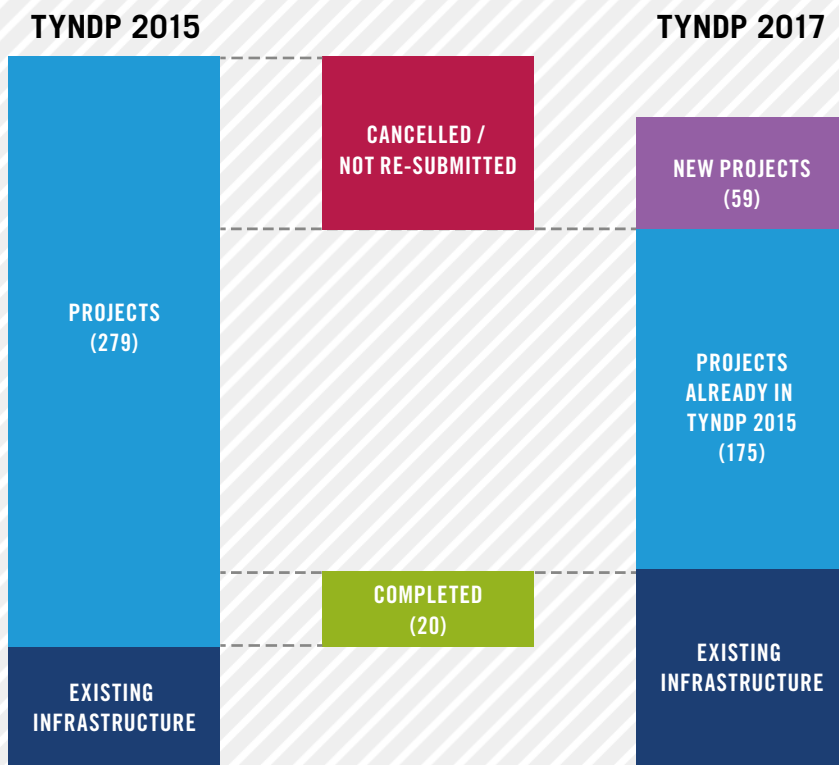 TYNDP 2015
TYNDP 2017
CANCELLED /
NOT RE-SUBMITTED
NEW PROJECTS
(59)
PROJECTS
(279)
PROJECTS
ALREADY IN
TYNDP 2015
(175)
COMPLETED
(20)
EXISTING
INFRASTRUCTURE
EXISTING
INFRASTRUCTURE